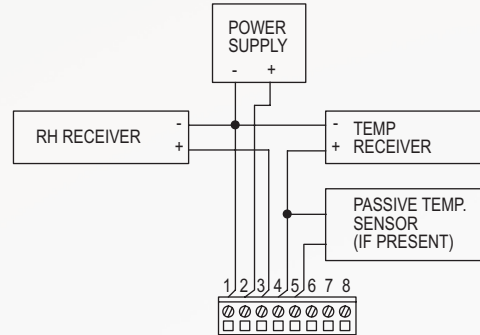 POWER
SUPPLY
- +
RH RECEIVER
-
+
-
+
TEMP
RECEIVER
PASSIVE TEMP.
SENSOR
(IF PRESENT)
1 2 3 4 5 6 7 8